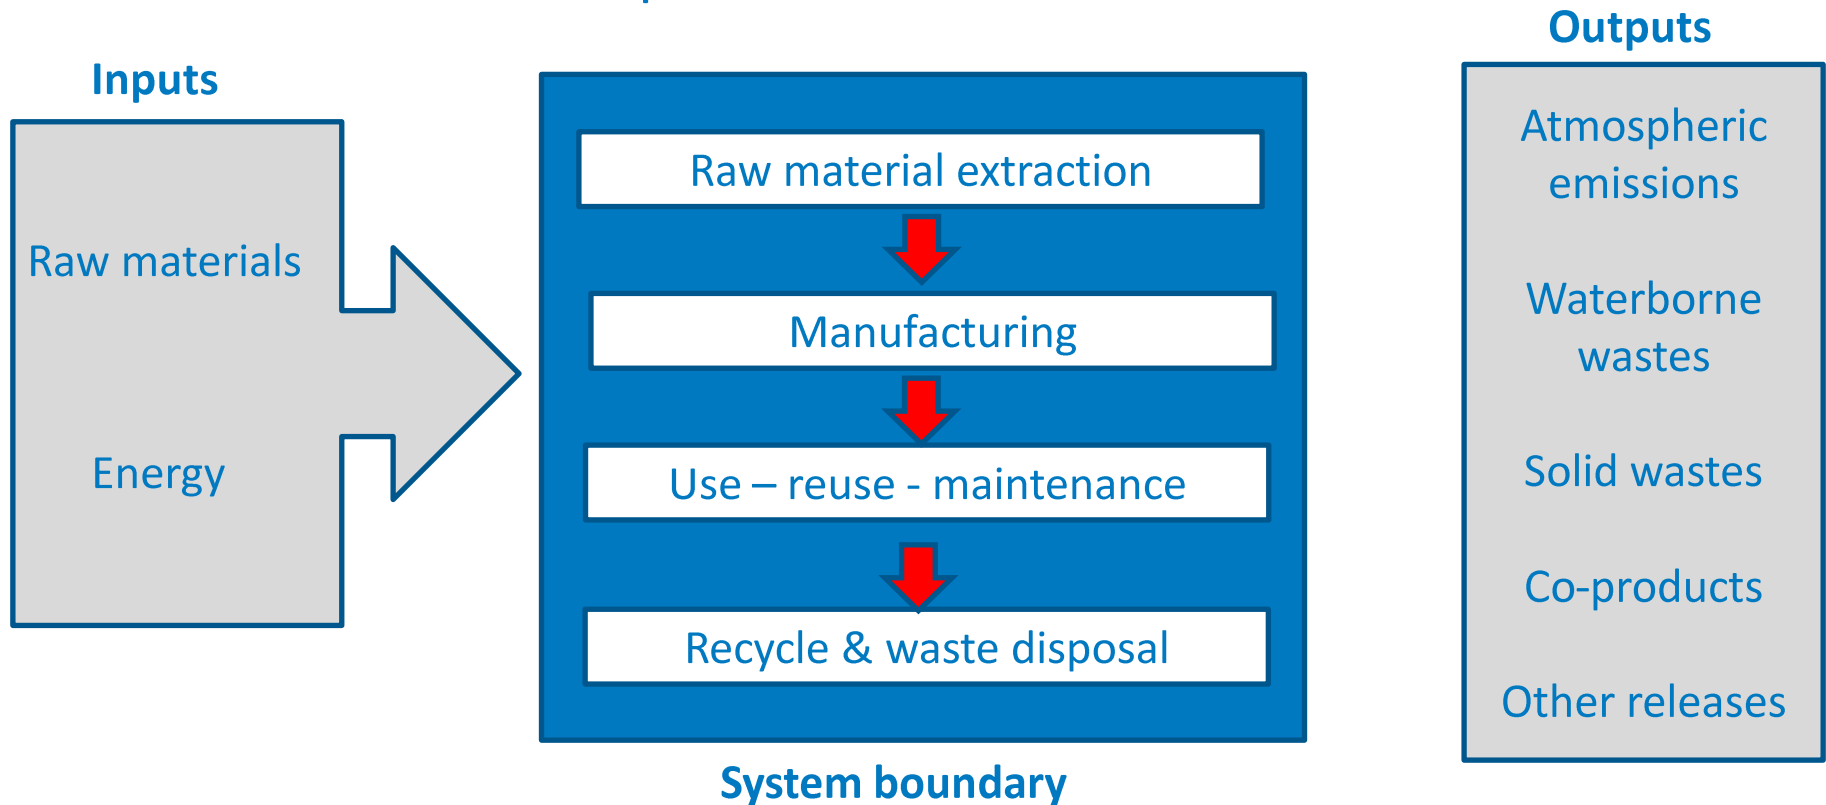 Inputs
Raw materials
Energy
Raw material extraction
Manufacturing
Use – reuse - maintenance
Recycle & waste disposal
System boundary
Outputs
Atmospheric
emissions
Waterborne
wastes
Solid wastes
Co-products
Other releases